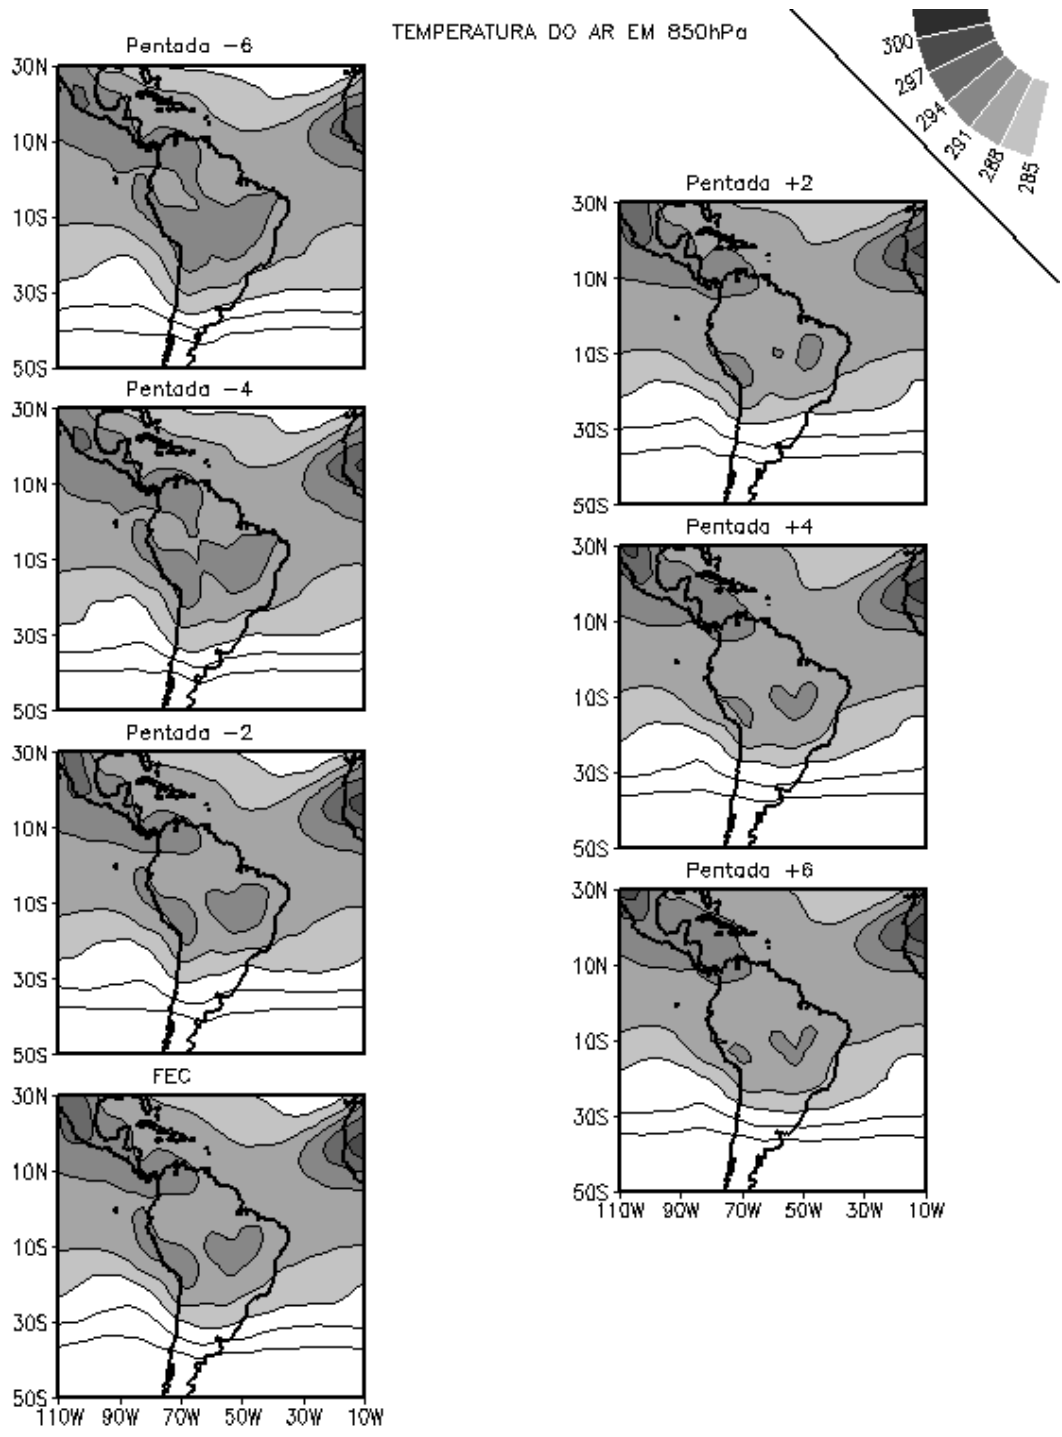 TEMPERATURA DO AR EM 850hPa
300
297
294
291
288
285
Pentada -6
30N
10N
10S
30S
50S
Pentada -4
30N
10N
10S
30S
50S
Pentada -2
30N
10N
10S
30S
50S
FEC
30N
10N
10S
30S
50S
110W 90W 70W 50W 30W 10W
Pentada +2
30N
10N
10S
30S
50S
Pentada +4
30N
10N
10S
30S
50S
Pentada +6
30N
10N
10S
30S
50S
110W 90W 70W 50W 30W 10W